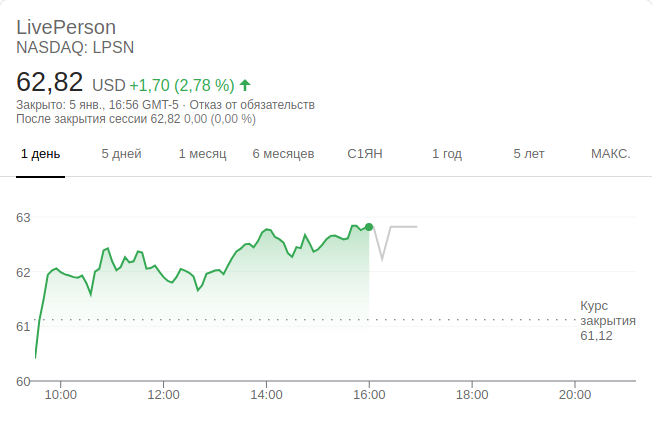 LivePerson
NASDAQ: LPSN
62,82 USD +1,70 (2,78 %)
Закрыто: 5 янв., 16:56 GMT-5 · Отказ от обязательств
После закрытия сессии 62,82 0,00 (0,00 %)
1 день 5 дней 1 месяц 6 месяцев С1ЯН 1 год 5 лет МАКС.
63
62
61
60
Курс
закрытия
61,12
10:00 12:00 14:00 16:00 18:00 20:00